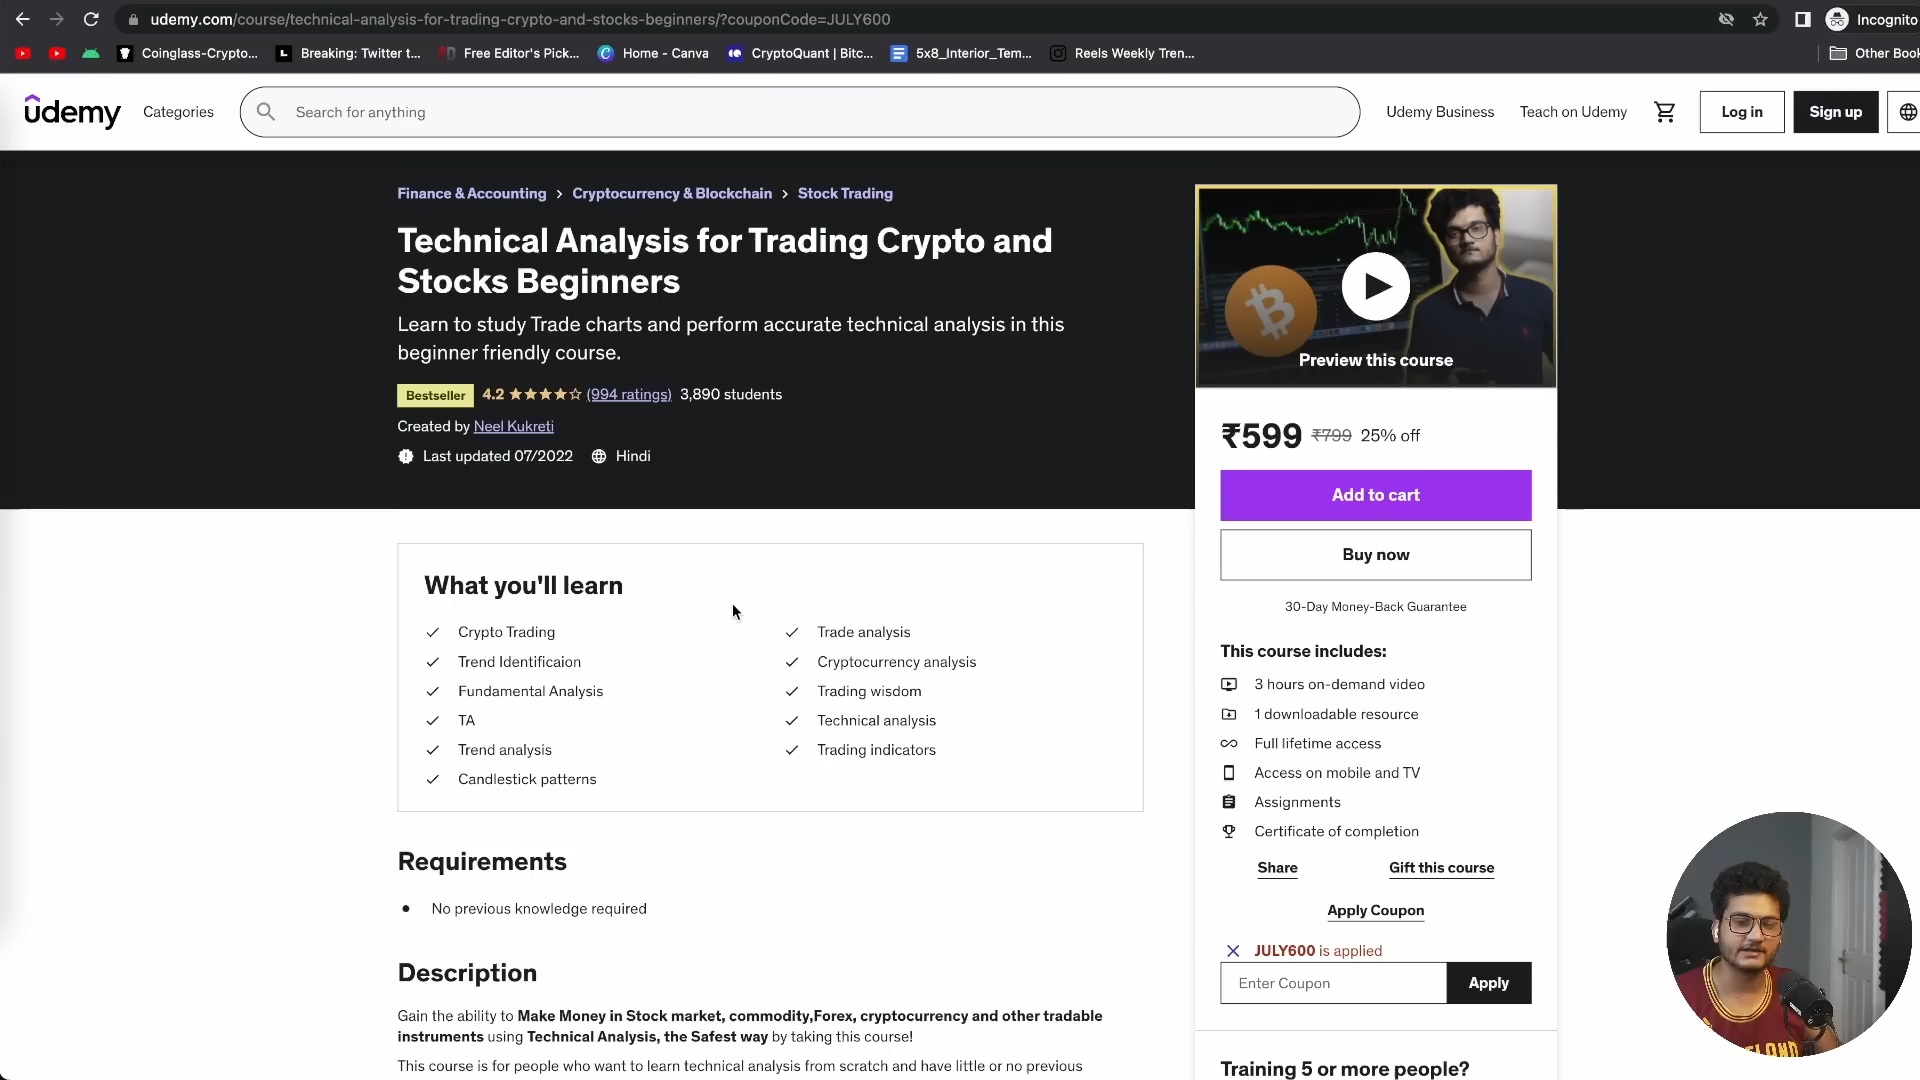 udemy.com/course/technical-analysis-for-trading-crypto-and-stocks-beginners/?couponCode=JULY600
Incognito
Coinglass-Crypto...
Breaking: Twitter t...
Free Editor's Pick...
Home - Canva
CryptoQuant | Bitc...
5x8_Interior_Tem...
Reels Weekly Tren...
Other Book
udemy
Categories
Search for anything
Udemy Business
Teach on Udemy
Log in
Sign up
Finance & Accounting > Cryptocurrency & Blockchain > Stock Trading
Technical Analysis for Trading Crypto and
Stocks Beginners
Learn to study Trade charts and perform accurate technical analysis in this
beginner friendly course.
Bestseller 4.2 (994 ratings) 3,890 students
Created by Neel Kukreti
Last updated 07/2022 Hindi
Preview this course
₹599 ₹799 25% off
Add to cart
Buy now
30-Day Money-Back Guarantee
This course includes:
3 hours on-demand video
1 downloadable resource
Full lifetime access
Access on mobile and TV
Assignments
Certificate of completion
Share
Gift this course
Apply Coupon
JULY600 is applied
Enter Coupon
Apply
Training 5 or more people?
What you'll learn
Crypto Trading
Trend Identificaion
Fundamental Analysis
TA
Trend analysis
Candlestick patterns
Trade analysis
Cryptocurrency analysis
Trading wisdom
Technical analysis
Trading indicators
Requirements
No previous knowledge required
Description
Gain the ability to Make Money in Stock market, commodity,Forex, cryptocurrency and other tradable
instruments using Technical Analysis, the Safest way by taking this course!
This course is for people who want to learn technical analysis from scratch and have little or no previous